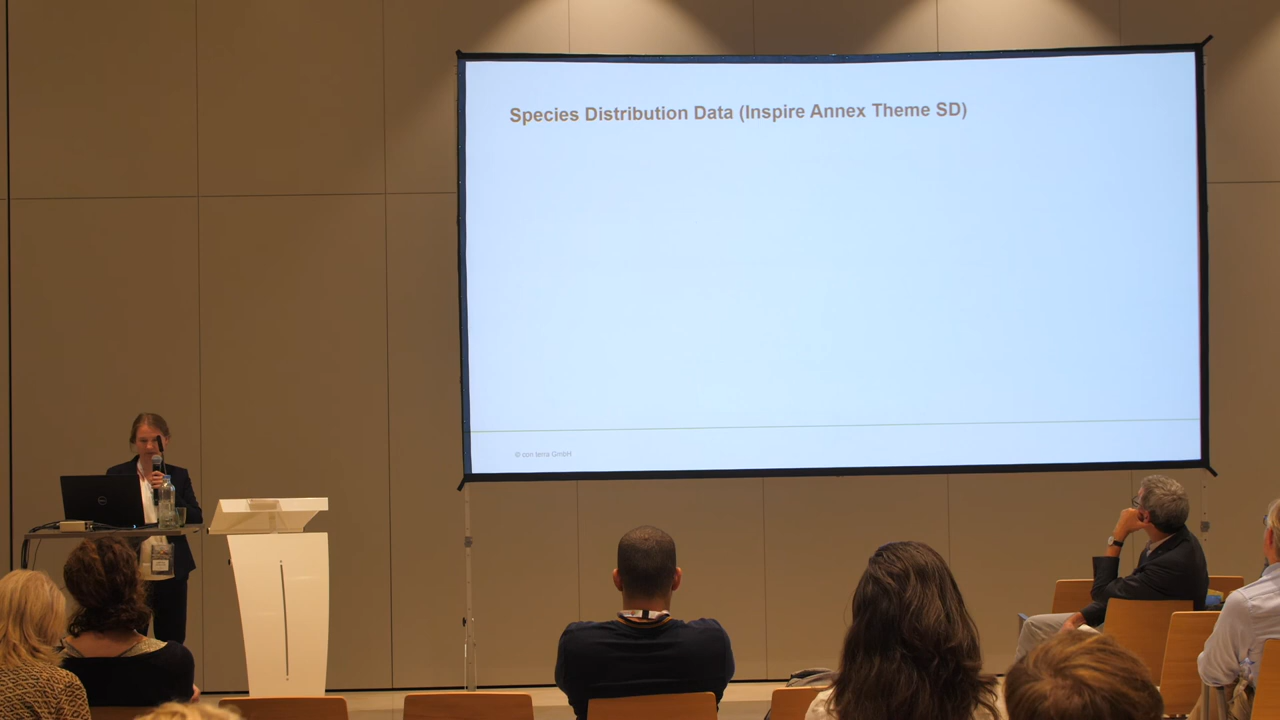 Species Distribution Data (Inspire Annex Theme SD)
© con terra GmbH